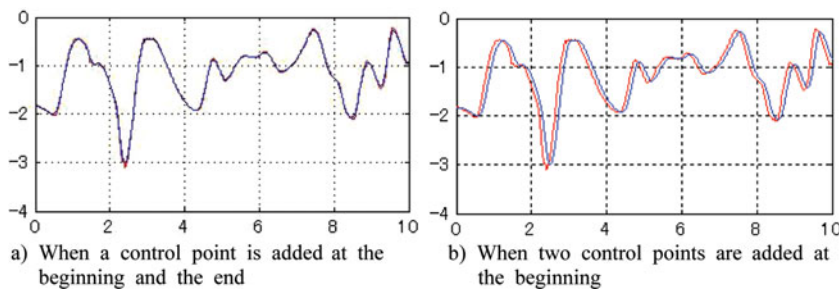 0
-1
-2
-3
-4
0 2 4 6 8 10
a) When a control point is added at the
beginning and the end
0
-1
-2
-3
-4
0 2 4 6 8 10
b) When two control points are added at
the beginning